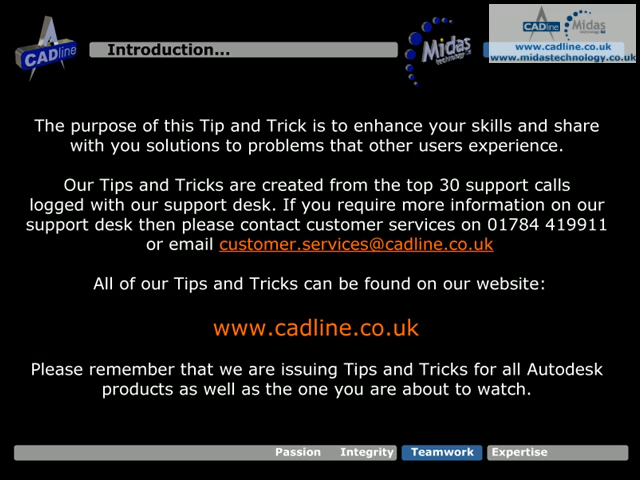 CADline
Introduction...
Midas
technology
CADline
Midas
technology
www.cadline.co.uk
www.midastechnology.co.uk
The purpose of this Tip and Trick is to enhance your skills and share
with you solutions to problems that other users experience.
Our Tips and Tricks are created from the top 30 support calls
logged with our support desk. If you require more information on our
support desk then please contact customer services on 01784 419911
or email customer.services@cadline.co.uk
All of our Tips and Tricks can be found on our website:
www.cadline.co.uk
Please remember that we are issuing Tips and Tricks for all Autodesk
products as well as the one you are about to watch.
Passion Integrity Teamwork Expertise